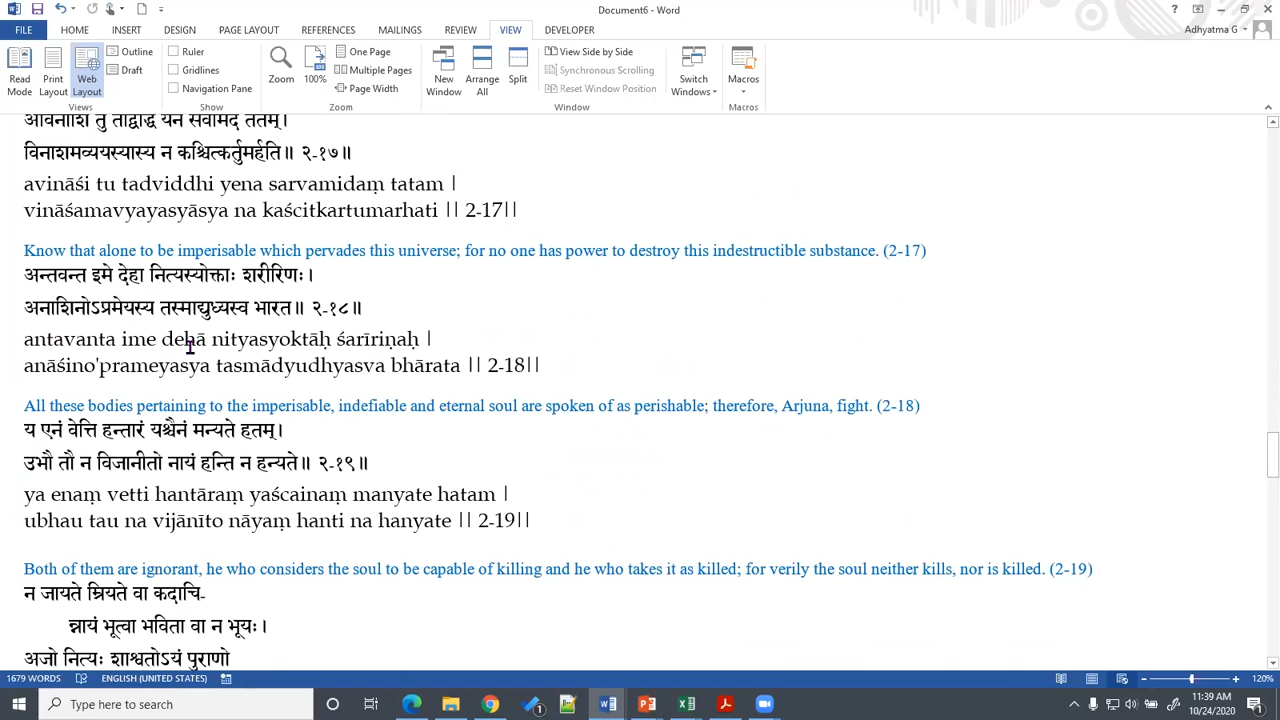 Document6 - Word
FILE HOME INSERT DESIGN PAGE LAYOUT REFERENCES MAILINGS REVIEW VIEW DEVELOPER
Adhyatma G
Read Mode
Print Layout
Web Layout
Outline
Draft
Views
Ruler
Gridlines
Navigation Pane
Show
Zoom
100%
One Page
Multiple Pages
Page Width
Zoom
New Window
Arrange All
Split
View Side by Side
Synchronous Scrolling
Reset Window Position
Window
Switch Windows
Macros
Macros
अविनाशि तु तद्विद्धि येन सर्वमिदं ततम्।
विनाशमव्ययस्यास्य न कश्चित्कर्तुमर्हति॥ २-१७॥
avināśi tu tadviddhi yena sarvamidaṃ tatam |
vināśamavyayasyāsya na kaścitkartumarhati || 2-17||
Know that alone to be imperisable which pervades this universe; for no one has power to destroy this indestructible substance. (2-17)
अन्तवन्त इमे देहा नित्यस्योक्ताः शरीरिणः।
अनाशिनोऽप्रमेयस्य तस्माद्युध्यस्व भारत॥ २-१८॥
antavanta ime dehā nityasyoktāḥ śarīriṇaḥ |
anāśino'prameyasya tasmādyudhyasva bhārata || 2-18||
All these bodies pertaining to the imperisable, indefiable and eternal soul are spoken of as perishable; therefore, Arjuna, fight. (2-18)
य एनं वेत्ति हन्तारं यश्चैनं मन्यते हतम्।
उभौ तौ न विजानीतो नायं हन्ति न हन्यते॥ २-१९॥
ya enaṃ vetti hantāraṃ yaścainaṃ manyate hatam |
ubhau tau na vijānīto nāyaṃ hanti na hanyate || 2-19||
Both of them are ignorant, he who considers the soul to be capable of killing and he who takes it as killed; for verily the soul neither kills, nor is killed. (2-19)
न जायते म्रियते वा कदाचि-
न्नायं भूत्वा भविता वा न भूयः।
अजो नित्यः शाश्वतोऽयं पुराणो
1679 WORDS ENGLISH (UNITED STATES) 120%
Type here to search
11:39 AM
10/24/2020